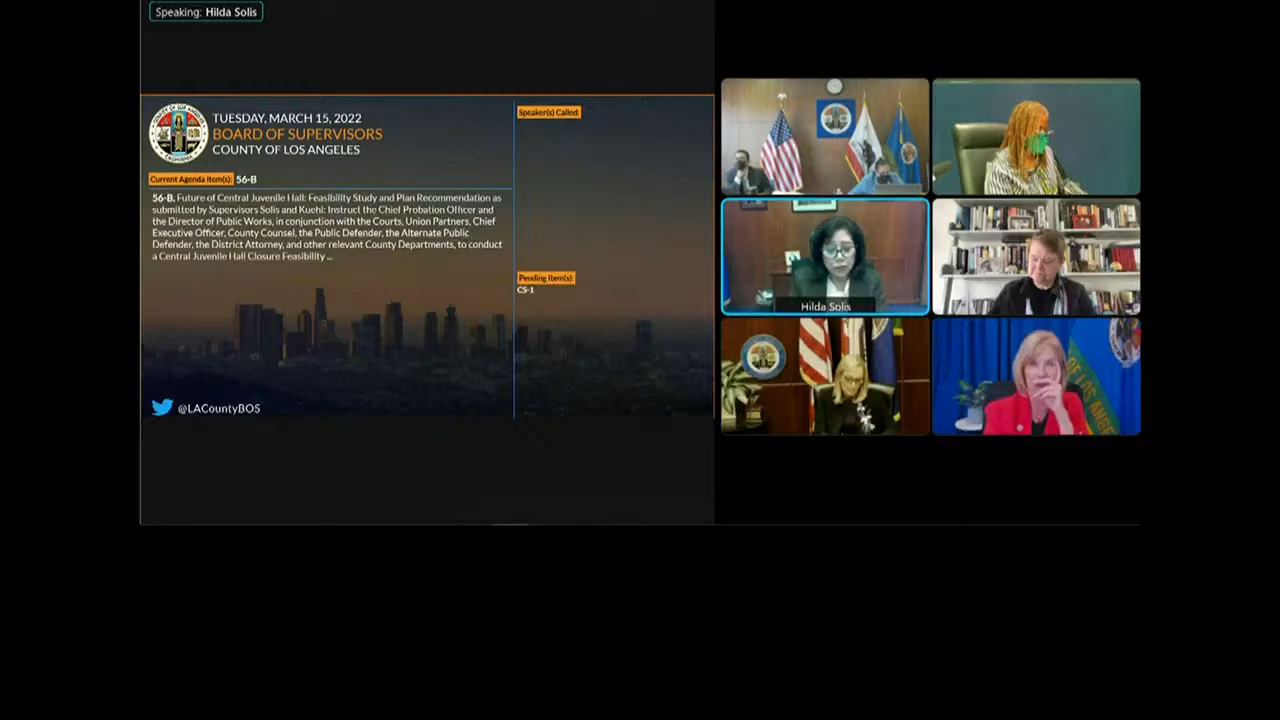 Speaking: Hilda Solis
TUESDAY, MARCH 15, 2022
BOARD OF SUPERVISORS
COUNTY OF LOS ANGELES
Current Agenda Item(s): 56-B
56-B. Future of Central Juvenile Hall: Feasibility Study and Plan Recommendation as
submitted by Supervisors Solis and Kuehl: Instruct the Chief Probation Officer and
the Director of Public Works, in conjunction with the Courts, Union Partners, Chief
Executive Officer, County Counsel, the Public Defender, the Alternate Public
Defender, the District Attorney, and other relevant County Departments, to conduct
a Central Juvenile Hall Closure Feasibility ...
@LACountyBOS
Speaker(s) Called:
Pending Item(s):
CS-1
Hilda Solis